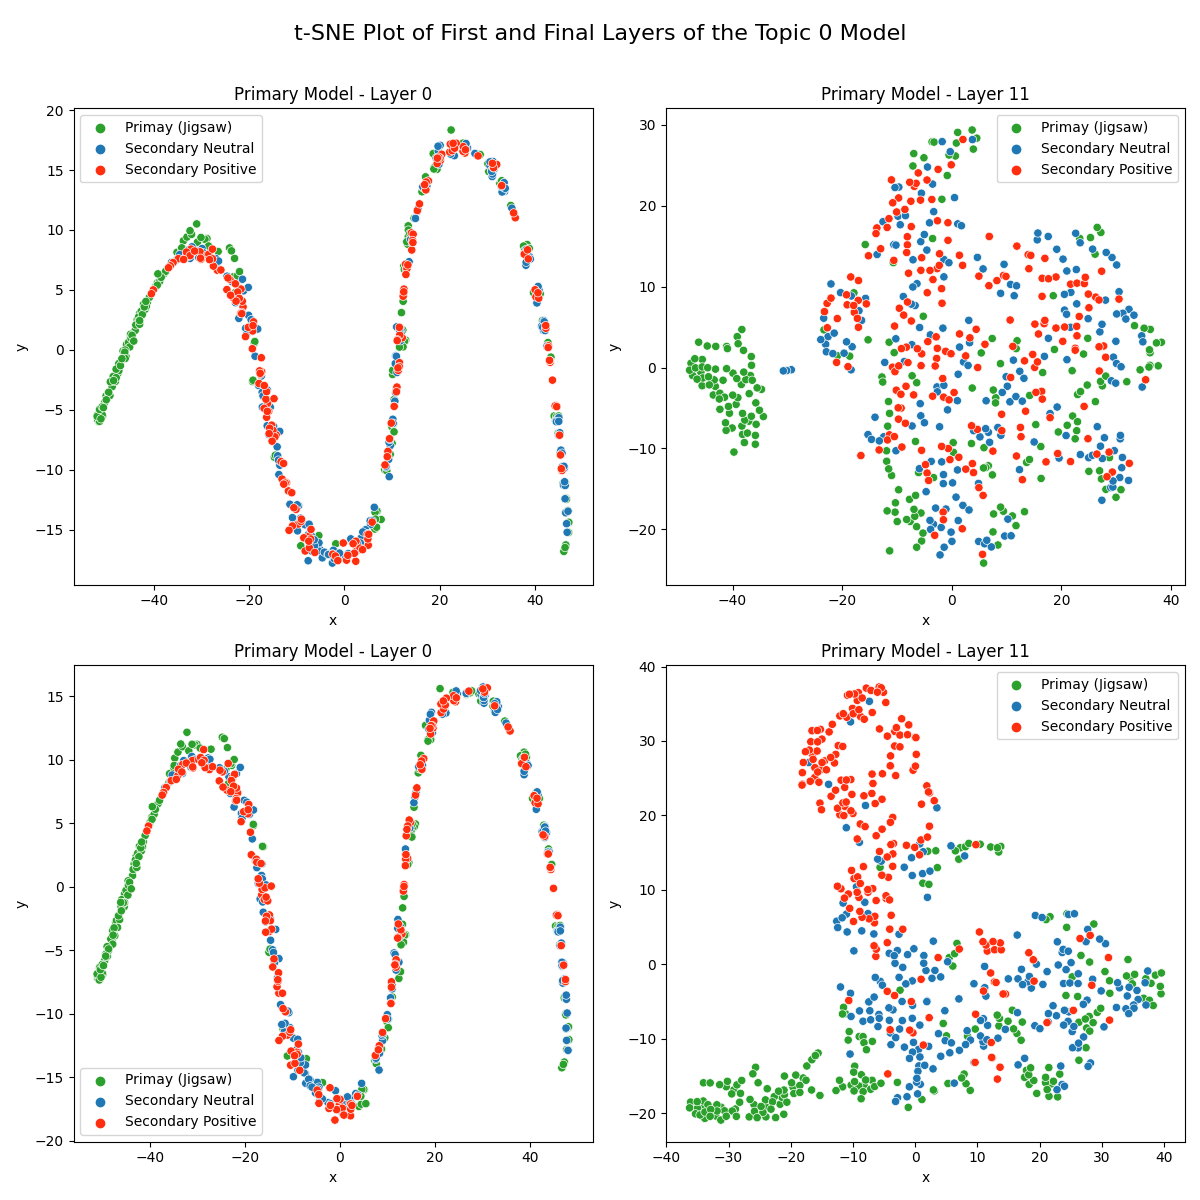 t-SNE Plot of First and Final Layers of the Topic 0 Model
Primary Model - Layer 0
20
15
10
5
0
−5
−10
−15
y
−40
−20
0
20
40
x
Primay (Jigsaw)
Secondary Neutral
Secondary Positive
Primary Model - Layer 11
30
20
10
0
−10
−20
y
−40
−20
0
20
40
x
Primay (Jigsaw)
Secondary Neutral
Secondary Positive
Primary Model - Layer 0
15
10
5
0
−5
−10
−15
−20
y
−40
−20
0
20
40
x
Primay (Jigsaw)
Secondary Neutral
Secondary Positive
Primary Model - Layer 11
40
30
20
10
0
−10
−20
y
−40
−30
−20
−10
0
10
20
30
40
x
Primay (Jigsaw)
Secondary Neutral
Secondary Positive